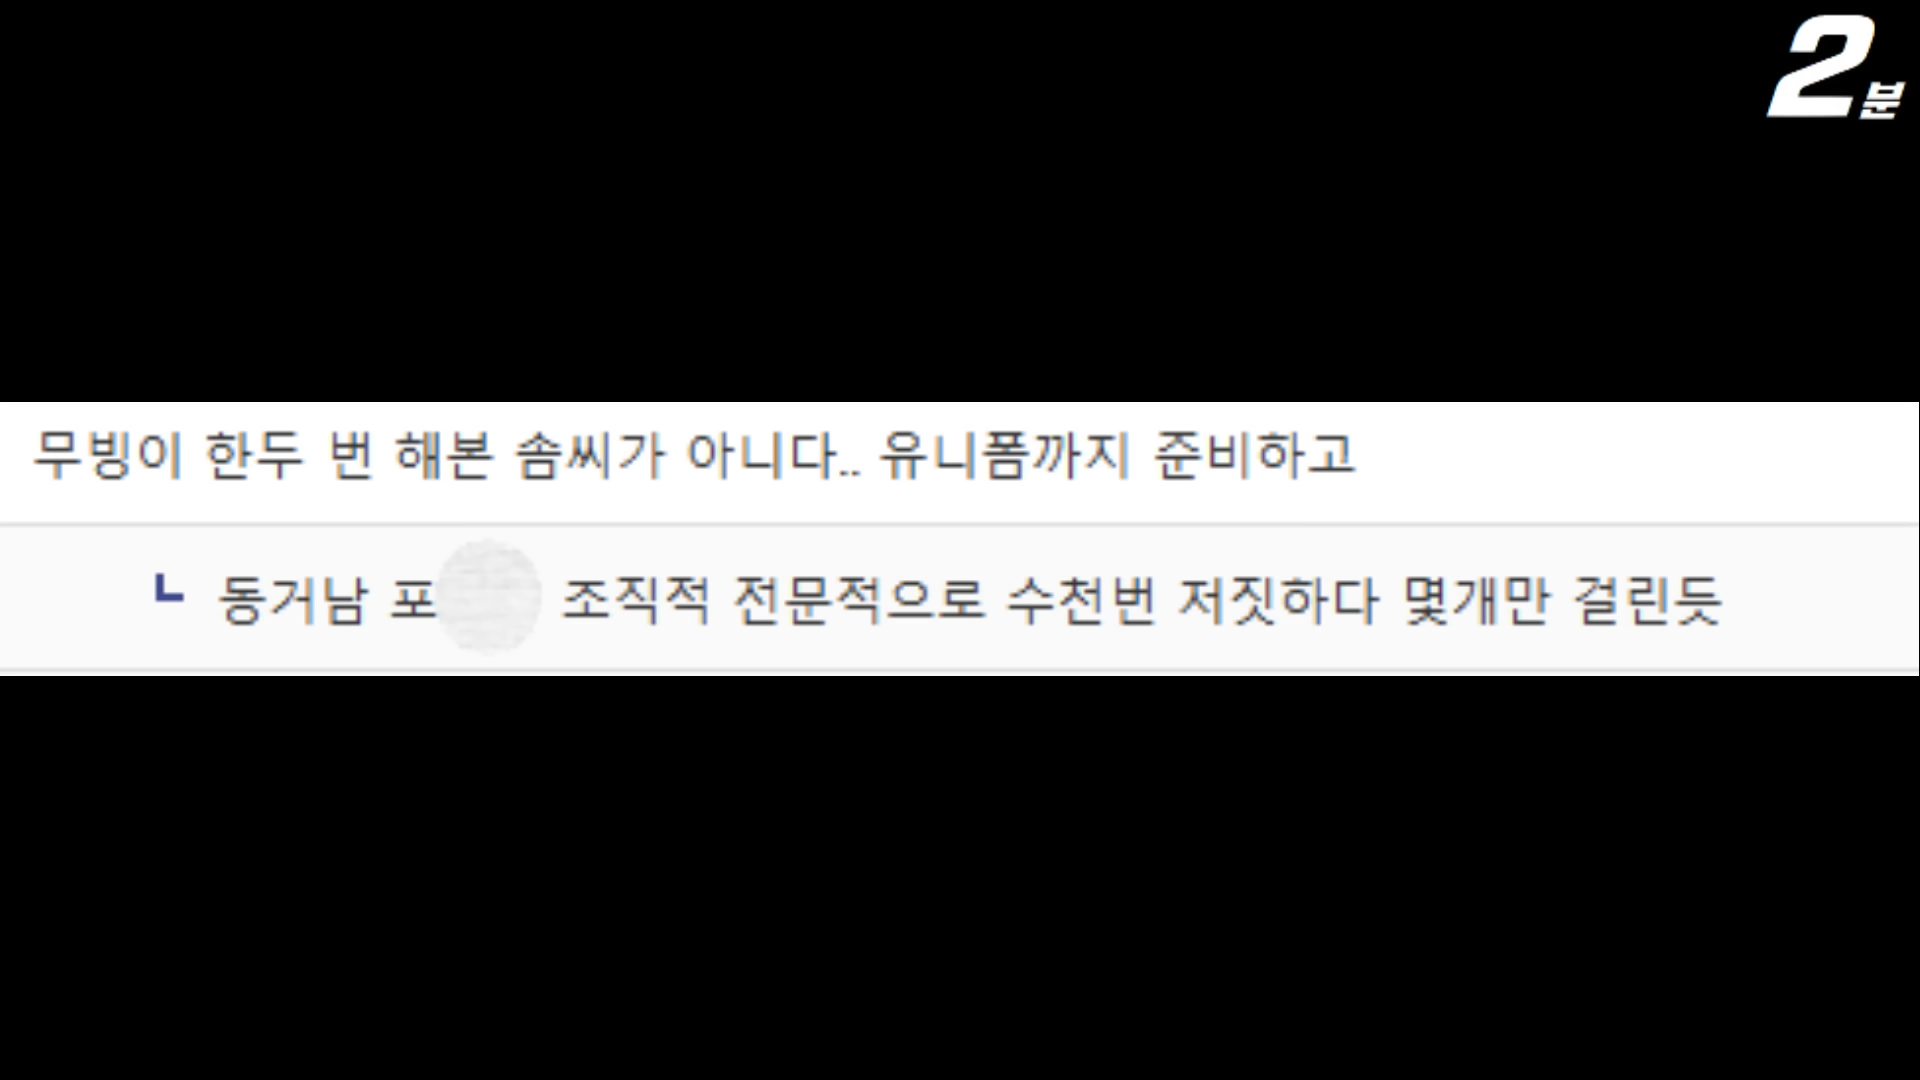 2분
무빙이 한두 번 해본 솜씨가 아니다.. 유니폼까지 준비하고
ㄴ 동거남 포 조직적 전문적으로 수천번 저짓하다 몇개만 걸린듯